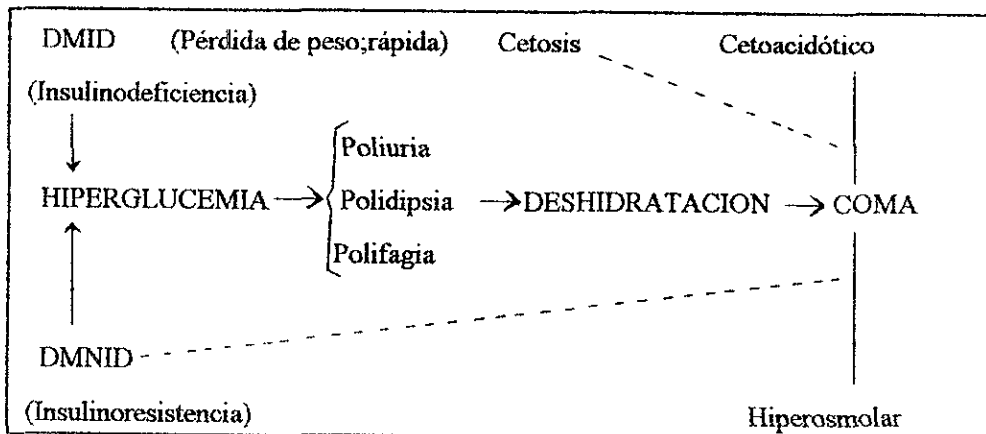 DMID (Pérdida de peso;rápida) Cetosis Cetoacidótico
(Insulinodeficiencia)
Poliuria
HIPERGLUCEMIA Polidipsia DESHIDRATACION COMA
Polifagia
DMNID
(Insulinoresistencia) Hiperosmolar